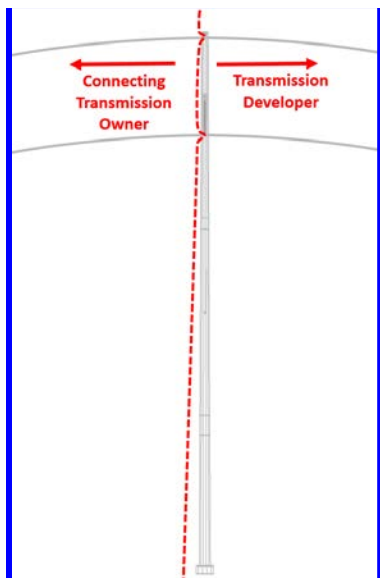 Connecting
Transmission
Owner
Transmission
Developer